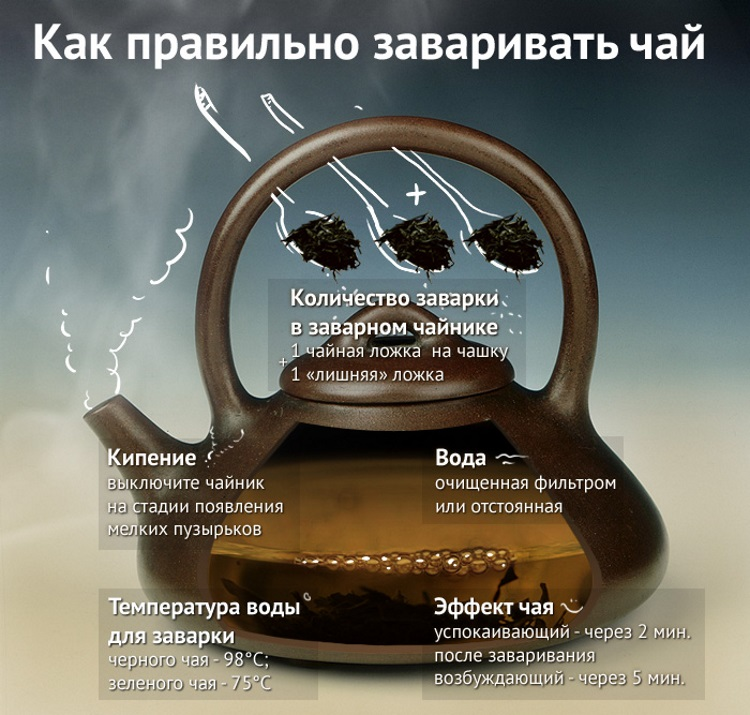 Как правильно заваривать чай
+
Количество заварки
в заварном чайнике
1 чайная ложка на чашку
+ 1 «лишняя» ложка
Кипение
выключите чайник
на стадии появления
мелких пузырьков
Вода
очищенная фильтром
или отстоянная
Температура воды
для заварки
черного чая - 98°С;
зеленого чая - 75°С
Эффект чая
успокаивающий - через 2 мин.
после заваривания
возбуждающий - через 5 мин.